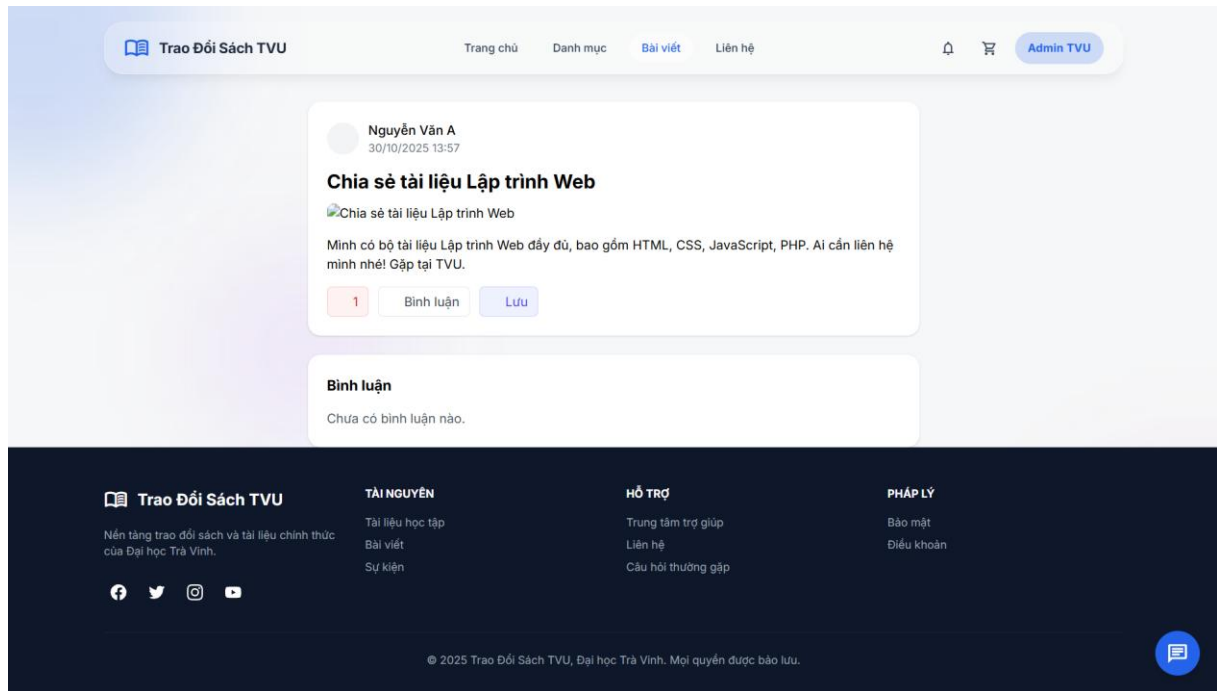 Trao Đổi Sách TVU
Trang chủ
Danh mục
Bài viết
Liên hệ
Admin TVU
Nguyễn Văn A
30/10/2025 13:57
Chia sẻ tài liệu Lập trình Web
Chia sẻ tài liệu Lập trình Web
Mình có bộ tài liệu Lập trình Web đầy đủ, bao gồm HTML, CSS, JavaScript, PHP. Ai cần liên hệ
mình nhé! Gặp tại TVU.
1
Bình luận
Lưu
Bình luận
Chưa có bình luận nào.
Trao Đổi Sách TVU
Nền tảng trao đổi sách và tài liệu chính thức
của Đại học Trà Vinh.
TÀI NGUYÊN
Tài liệu học tập
Bài viết
Sự kiện
HỖ TRỢ
Trung tâm trợ giúp
Liên hệ
Câu hỏi thường gặp
PHÁP LÝ
Bảo mật
Điều khoản
© 2025 Trao Đổi Sách TVU, Đại học Trà Vinh. Mọi quyền được bảo lưu.